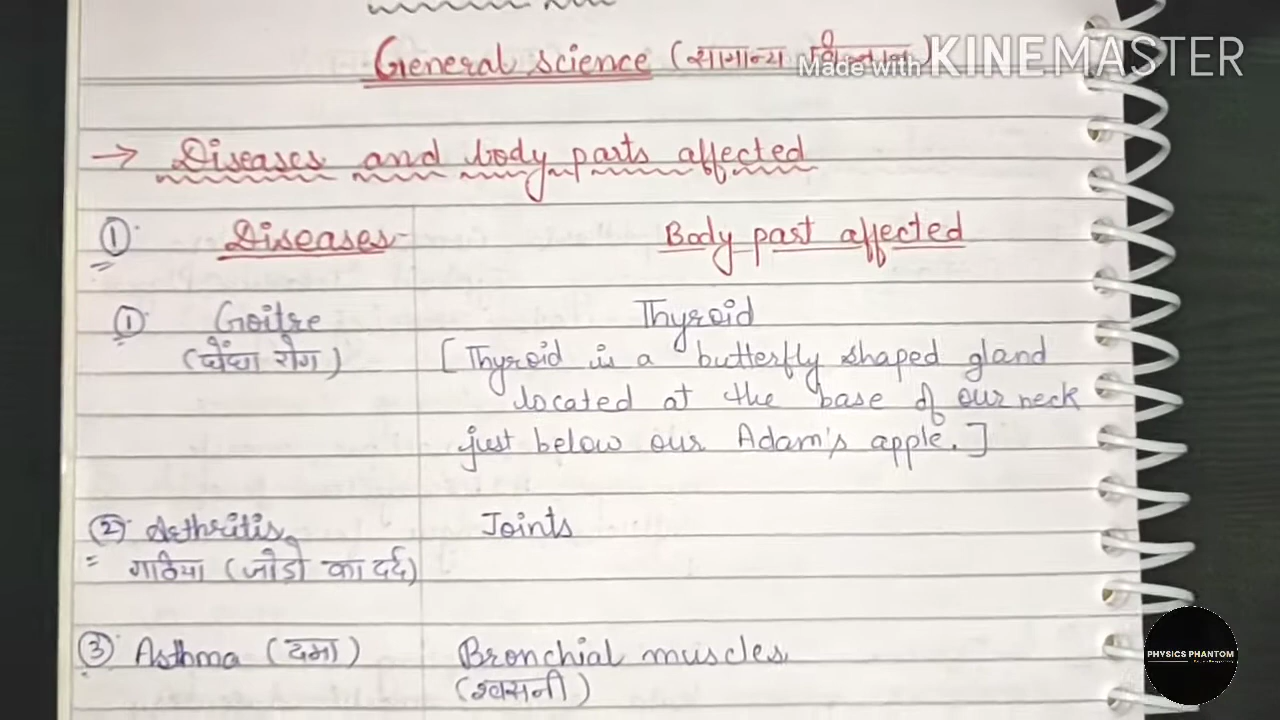 General science (सामान्य विज्ञान)
Made with KINEMASTER
→ Diseases and body parts affected
① Diseases Body part affected
① Goitre Thyroid
(घेंघा रोग) [Thyroid is a butterfly shaped gland
located at the base of our neck
just below our Adam's apple.]
② Arthritis Joints
गठिया (जोड़ो का दर्द)
③ Asthma (दमा) Bronchial muscles
(श्वसनी)
PHYSICS PHANTOM